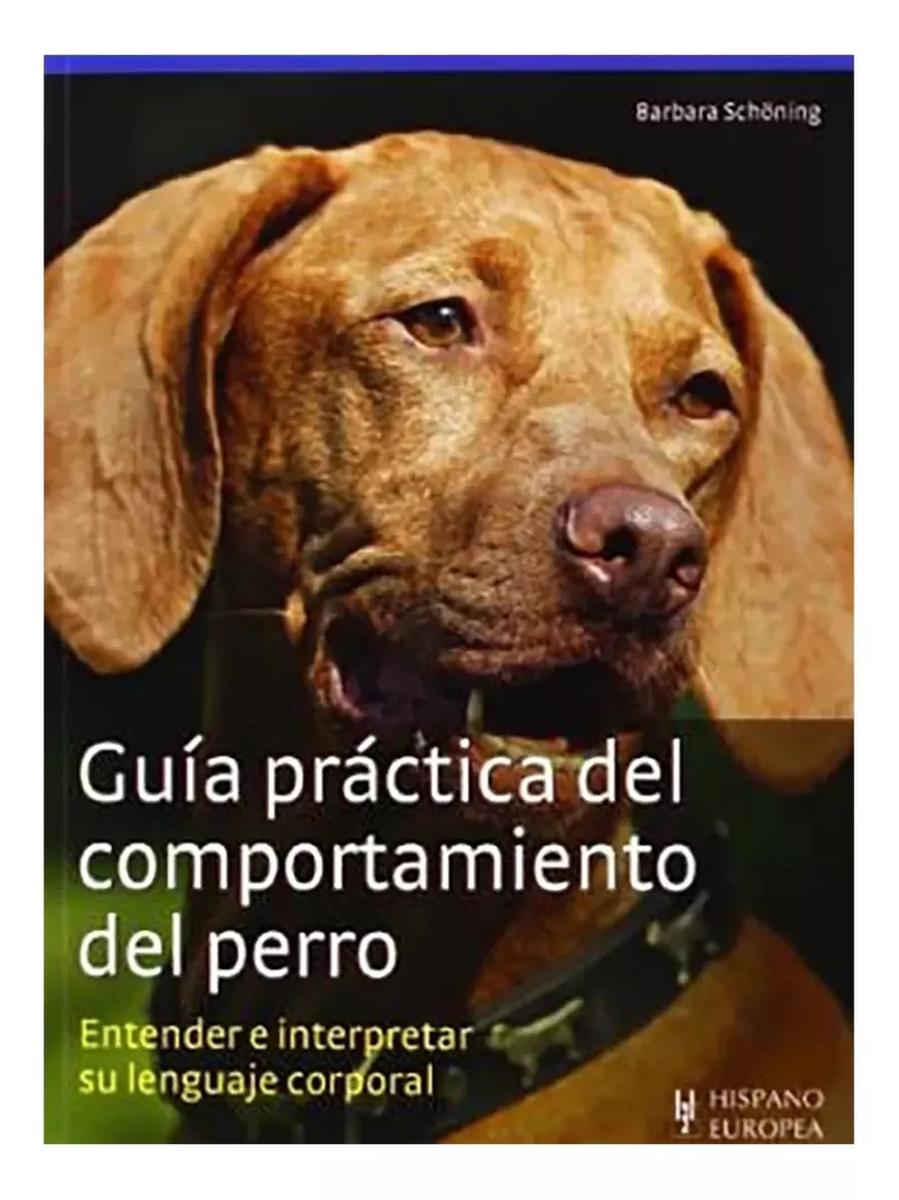 Barbara Schöning
Guía práctica del
comportamiento
del perro
Entender e interpretar
su lenguaje corporal
HISPANO
EUROPEA